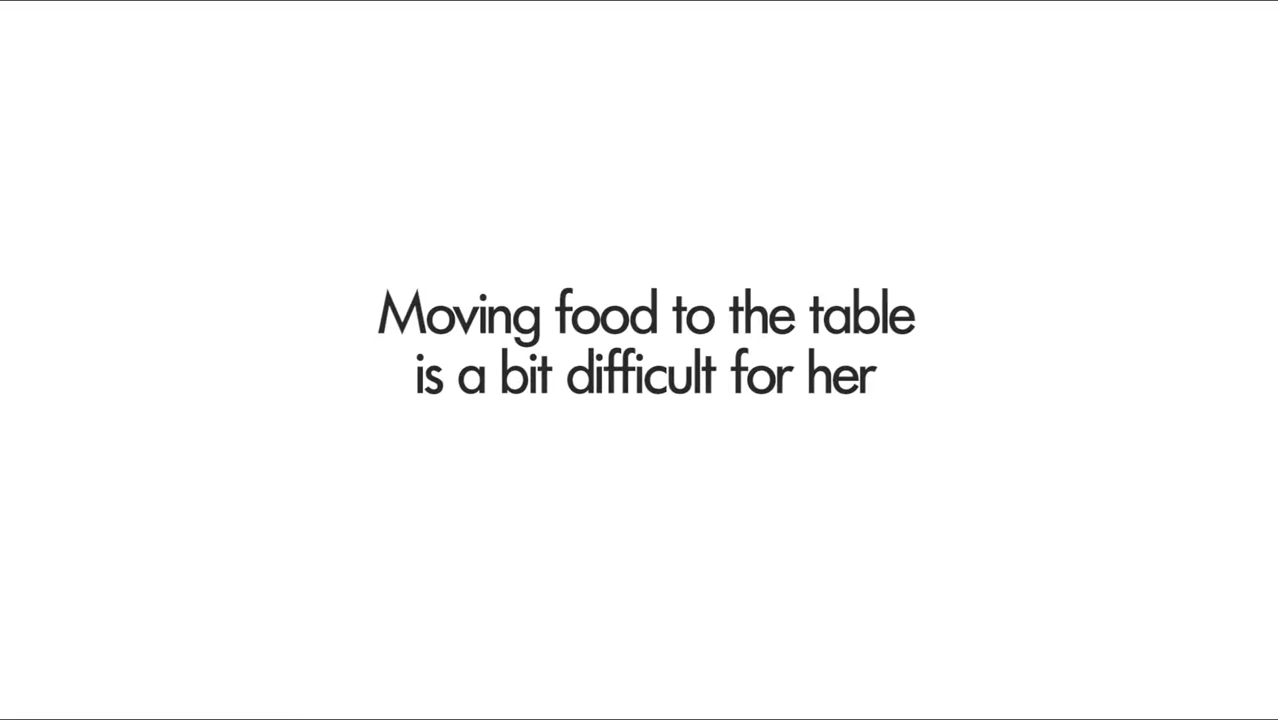 Moving food to the table
is a bit difficult for her